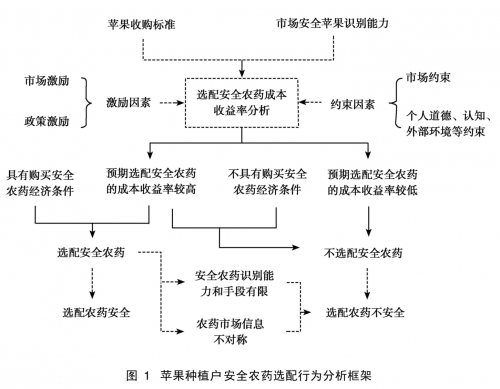 苹果收购标准
市场安全苹果识别能力
市场激励
政策激励
激励因素
选配安全农药成本
收益率分析
约束因素
市场约束
个人道德、认知、
外部环境等约束
具有购买安全
农药经济条件
预期选配安全农药
的成本收益率较高
不具有购买安全
农药经济条件
预期选配安全农药
的成本收益率较低
选配安全农药
不选配安全农药
安全农药识别能
力和手段有限
选配农药安全
农药市场信息
不对称
选配农药不安全
图 1 苹果种植户安全农药选配行为分析框架